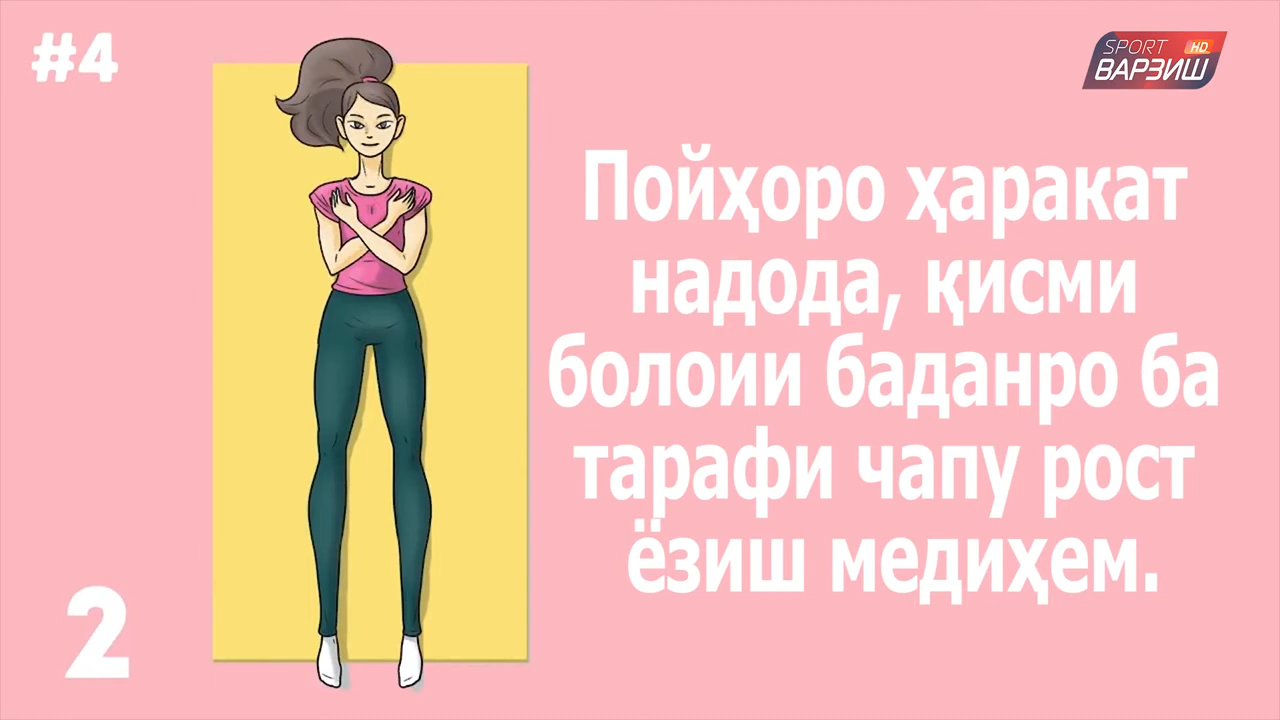 #4
SPORT HD
ВАРЗИШ
Пойҳоро ҳаракат
надода, қисми
болоии баданро ба
тарафи чапу рост
ёзиш медиҳем.
2